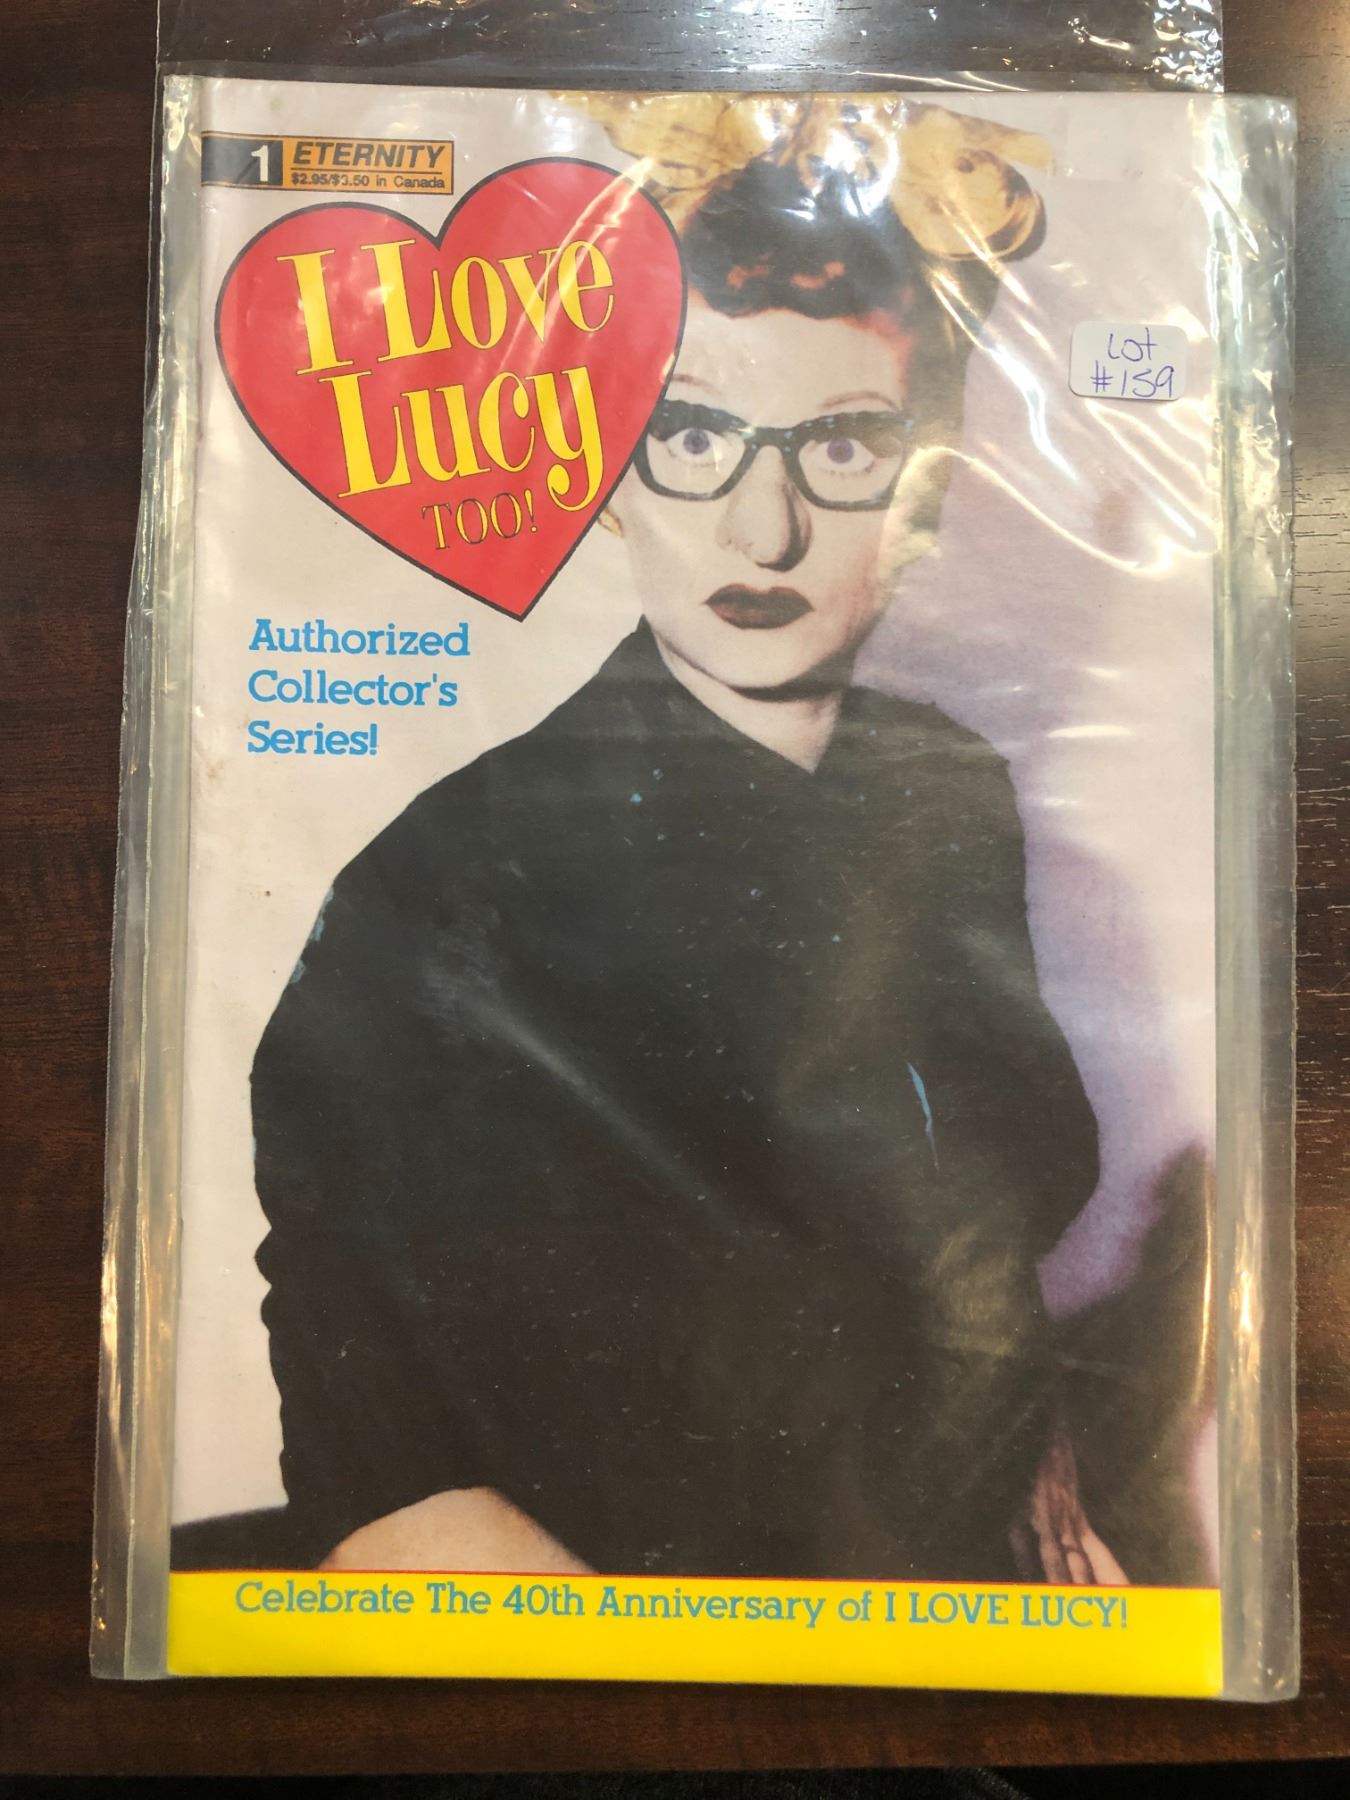 1 ETERNITY
$2.95/$3.50 in Canada
I Love
Lucy
TOO!
Lot
#159
Authorized
Collector's
Series!
Celebrate The 40th Anniversary of I LOVE LUCY!